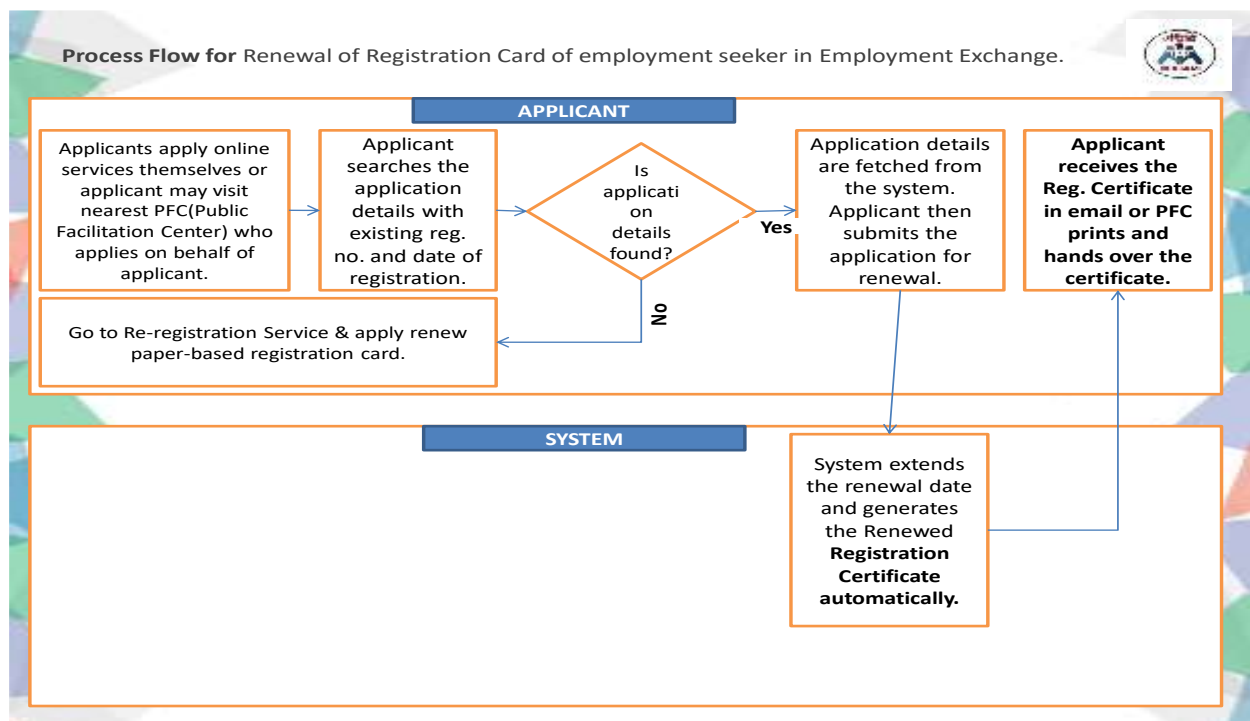 Process Flow for Renewal of Registration Card of employment seeker in Employment Exchange.
APPLICANT
Applicants apply online
services themselves or
applicant may visit
nearest PFC(Public
Facilitation Center) who
applies on behalf of
applicant.
Applicant
searches the
application
details with
existing reg.
no. and date of
registration.
Is
applicati
on
details
found?
Yes
No
Application details
are fetched from
the system.
Applicant then
submits the
application for
renewal.
Applicant
receives the
Reg. Certificate
in email or PFC
prints and
hands over the
certificate.
Go to Re-registration Service & apply renew
paper-based registration card.
SYSTEM
System extends
the renewal date
and generates
the Renewed
Registration
Certificate
automatically.